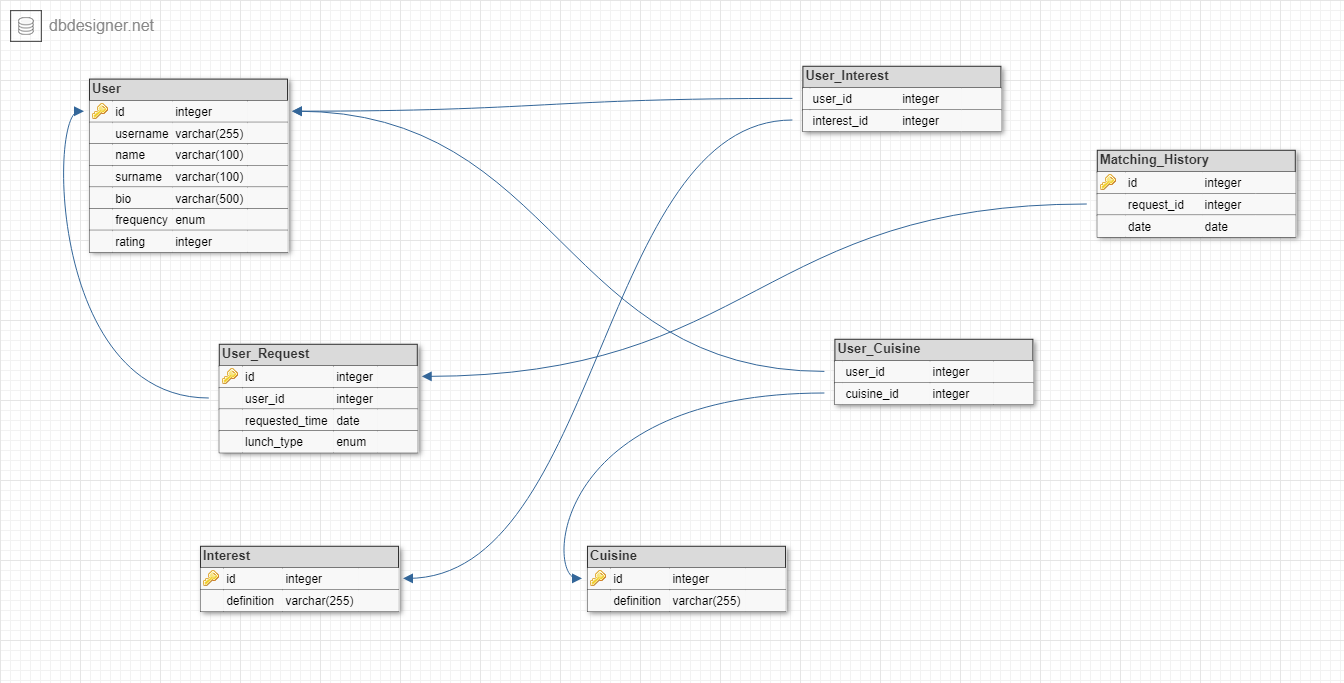 dbdesigner.net
User
id integer
username varchar(255)
name varchar(100)
surname varchar(100)
bio varchar(500)
frequency enum
rating integer
User_Interest
user_id integer
interest_id integer
Matching_History
id integer
request_id integer
date date
User_Request
id integer
user_id integer
requested_time date
lunch_type enum
User_Cuisine
user_id integer
cuisine_id integer
Interest
id integer
definition varchar(255)
Cuisine
id integer
definition varchar(255)